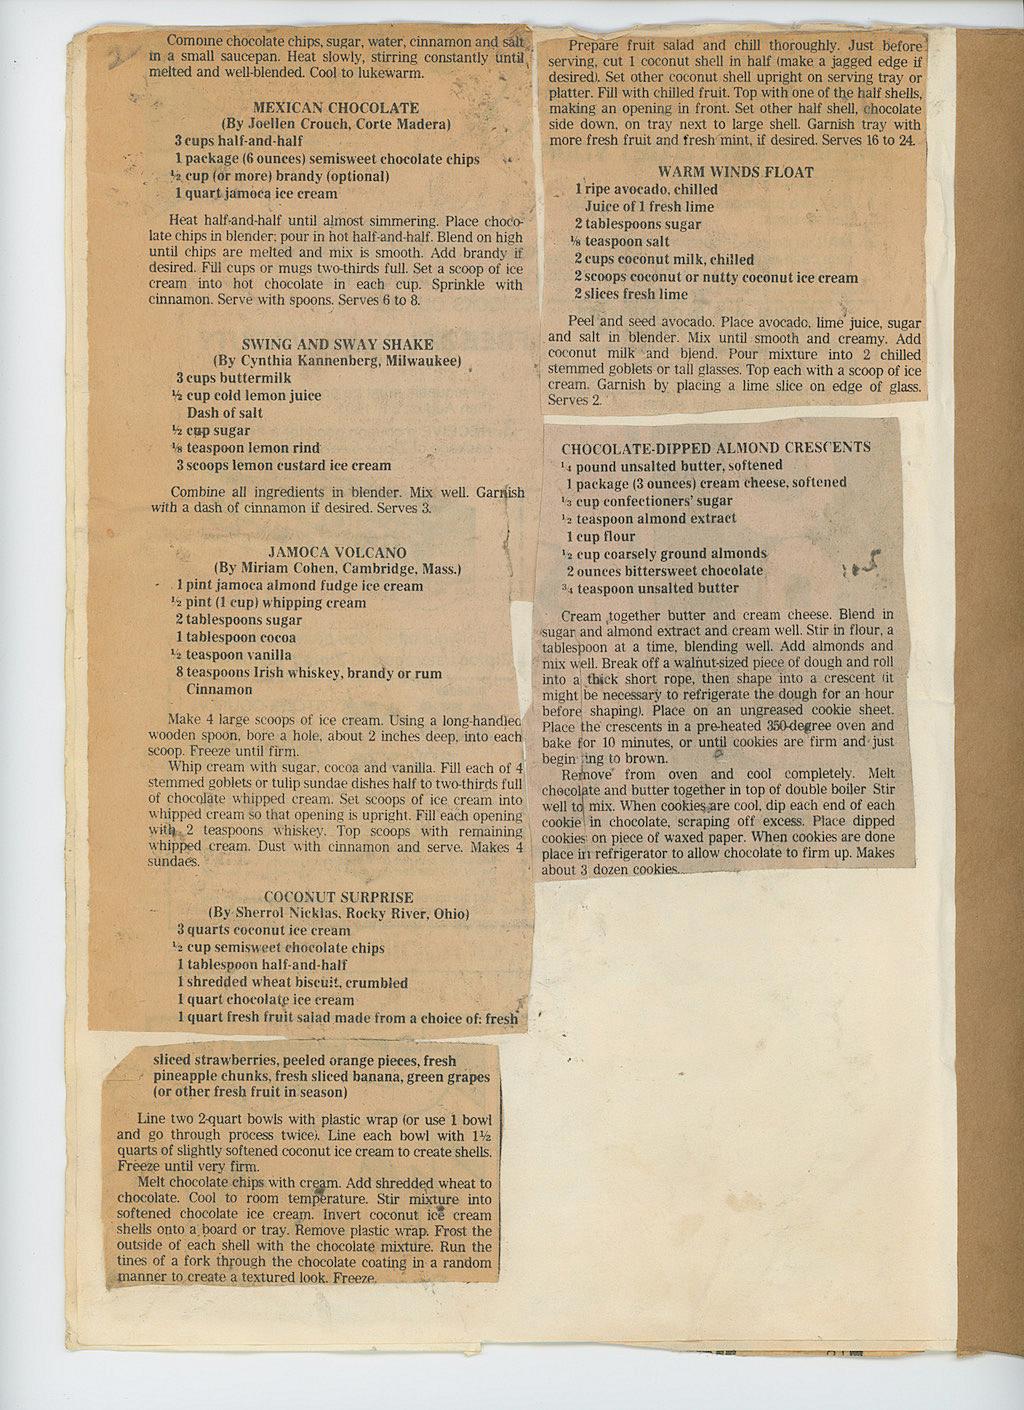 Combine chocolate chips, sugar, water, cinnamon and salt
in a small saucepan. Heat slowly, stirring constantly until
melted and well-blended. Cool to lukewarm.
MEXICAN CHOCOLATE
(By Joellen Crouch, Corte Madera)
3 cups half-and-half
1 package (6 ounces) semisweet chocolate chips
½ cup (or more) brandy (optional)
1 quart jamoca ice cream
Heat half-and-half until almost simmering. Place choco-
late chips in blender; pour in hot half-and-half. Blend on high
until chips are melted and mix is smooth. Add brandy if
desired. Fill cups or mugs two-thirds full. Set a scoop of ice
cream into hot chocolate in each cup. Sprinkle with
cinnamon. Serve with spoons. Serves 6 to 8.
SWING AND SWAY SHAKE
(By Cynthia Kannenberg, Milwaukee)
3 cups buttermilk
½ cup cold lemon juice
Dash of salt
½ cup sugar
⅛ teaspoon lemon rind
3 scoops lemon custard ice cream
Combine all ingredients in blender. Mix well. Garnish
with a dash of cinnamon if desired. Serves 3.
JAMOCA VOLCANO
(By Miriam Cohen, Cambridge, Mass.)
1 pint jamoca almond fudge ice cream
½ pint (1 cup) whipping cream
2 tablespoons sugar
1 tablespoon cocoa
½ teaspoon vanilla
8 teaspoons Irish whiskey, brandy or rum
Cinnamon
Make 4 large scoops of ice cream. Using a long-handled
wooden spoon, bore a hole, about 2 inches deep, into each
scoop. Freeze until firm.
Whip cream with sugar, cocoa and vanilla. Fill each of 4
stemmed goblets or tulip sundae dishes half to two-thirds full
of chocolate whipped cream. Set scoops of ice cream into
whipped cream so that opening is upright. Fill each opening
with 2 teaspoons whiskey. Top scoops with remaining
whipped cream. Dust with cinnamon and serve. Makes 4
sundaes.
COCONUT SURPRISE
(By Sherrol Nicklas, Rocky River, Ohio)
3 quarts coconut ice cream
½ cup semisweet chocolate chips
1 tablespoon half-and-half
1 shredded wheat biscuit, crumbled
1 quart chocolate ice cream
1 quart fresh fruit salad made from a choice of: fresh
sliced strawberries, peeled orange pieces, fresh
pineapple chunks, fresh sliced banana, green grapes
(or other fresh fruit in season)
Line two 2-quart bowls with plastic wrap (or use 1 bowl
and go through process twice). Line each bowl with 1½
quarts of slightly softened coconut ice cream to create shells.
Freeze until very firm.
Melt chocolate chips with cream. Add shredded wheat to
chocolate. Cool to room temperature. Stir mixture into
softened chocolate ice cream. Invert coconut ice cream
shells onto a board or tray. Remove plastic wrap. Frost the
outside of each shell with the chocolate mixture. Run the
tines of a fork through the chocolate coating in a random
manner to create a textured look. Freeze.
Prepare fruit salad and chill thoroughly. Just before
serving, cut 1 coconut shell in half (make a jagged edge if
desired). Set other coconut shell upright on serving tray or
platter. Fill with chilled fruit. Top with one of the half shells,
making an opening in front. Set other half shell, chocolate
side down, on tray next to large shell. Garnish tray with
more fresh fruit and fresh mint, if desired. Serves 16 to 24.
WARM WINDS FLOAT
1 ripe avocado, chilled
Juice of 1 fresh lime
2 tablespoons sugar
⅛ teaspoon salt
2 cups coconut milk, chilled
2 scoops coconut or nutty coconut ice cream
2 slices fresh lime
Peel and seed avocado. Place avocado, lime juice, sugar
and salt in blender. Mix until smooth and creamy. Add
coconut milk and blend. Pour mixture into 2 chilled
stemmed goblets or tall glasses. Top each with a scoop of ice
cream. Garnish by placing a lime slice on edge of glass.
Serves 2.
CHOCOLATE-DIPPED ALMOND CRESCENTS
¼ pound unsalted butter, softened
1 package (3 ounces) cream cheese, softened
⅓ cup confectioners' sugar
½ teaspoon almond extract
1 cup flour
½ cup coarsely ground almonds
2 ounces bittersweet chocolate
¾ teaspoon unsalted butter
Cream together butter and cream cheese. Blend in
sugar and almond extract and cream well. Stir in flour, a
tablespoon at a time, blending well. Add almonds and
mix well. Break off a walnut-sized piece of dough and roll
into a thick short rope, then shape into a crescent (it
might be necessary to refrigerate the dough for an hour
before shaping). Place on an ungreased cookie sheet.
Place the crescents in a pre-heated 350-degree oven and
bake for 10 minutes, or until cookies are firm and just
beginning to brown.
Remove from oven and cool completely. Melt
chocolate and butter together in top of double boiler Stir
well to mix. When cookies are cool, dip each end of each
cookie in chocolate, scraping off excess. Place dipped
cookies on piece of waxed paper. When cookies are done
place in refrigerator to allow chocolate to firm up. Makes
about 3 dozen cookies.